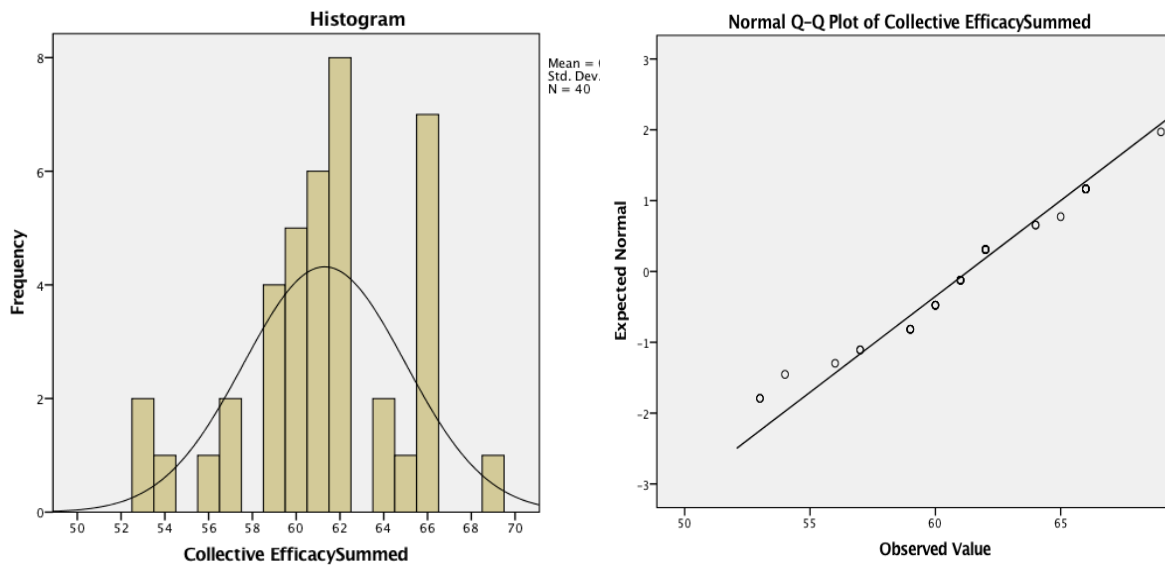 Histogram
Mean =
Std. Dev.
N = 40
8
6
4
2
0
Frequency
50 52 54 56 58 60 62 64 66 68 70
Collective EfficacySummed
Normal Q-Q Plot of Collective EfficacySummed
3
2
1
0
-1
-2
-3
Expected Normal
50 55 60 65
Observed Value